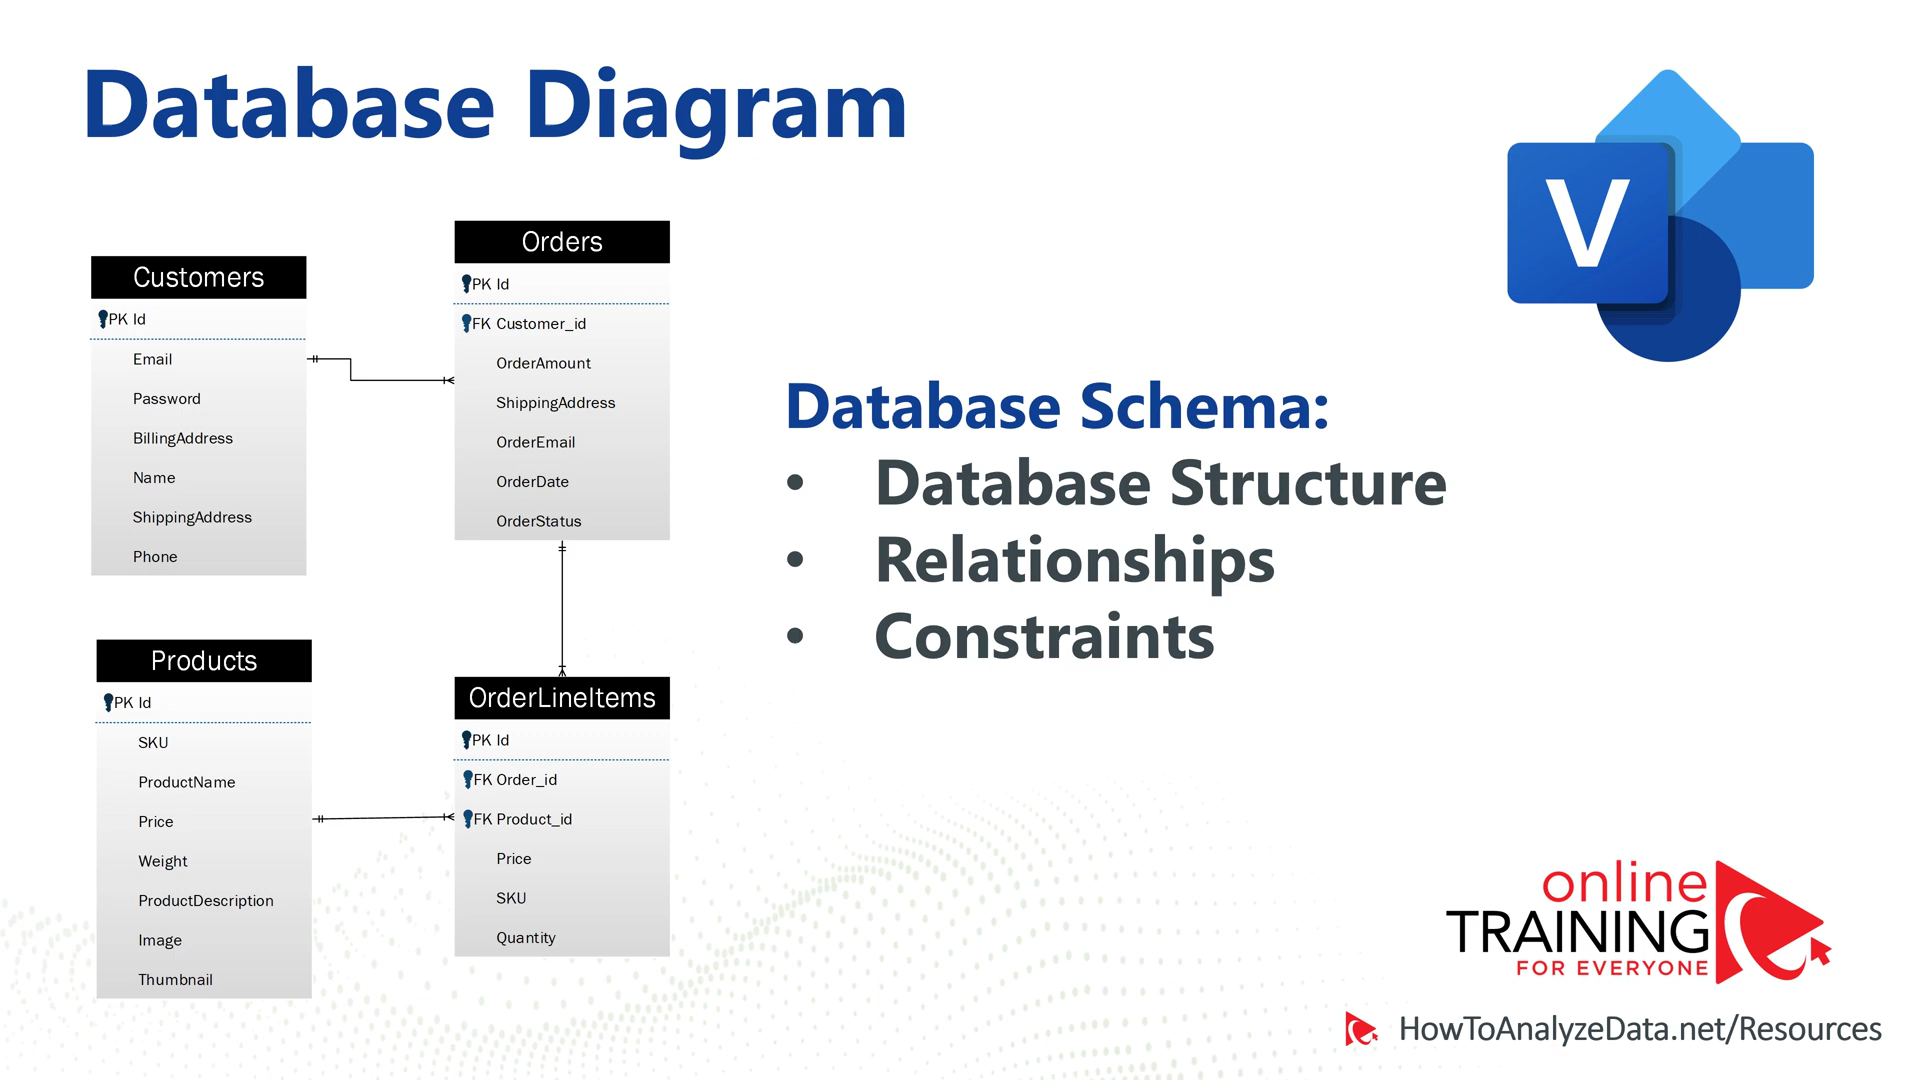 Database Diagram
Customers
PK Id
Email
Password
BillingAddress
Name
ShippingAddress
Phone
Orders
PK Id
FK Customer_id
OrderAmount
ShippingAddress
OrderEmail
OrderDate
OrderStatus
Products
PK Id
SKU
ProductName
Price
Weight
ProductDescription
Image
Thumbnail
OrderLineItems
PK Id
FK Order_id
FK Product_id
Price
SKU
Quantity
V
Database Schema:
• Database Structure
• Relationships
• Constraints
online
TRAINING
FOR EVERYONE
HowToAnalyzeData.net/Resources